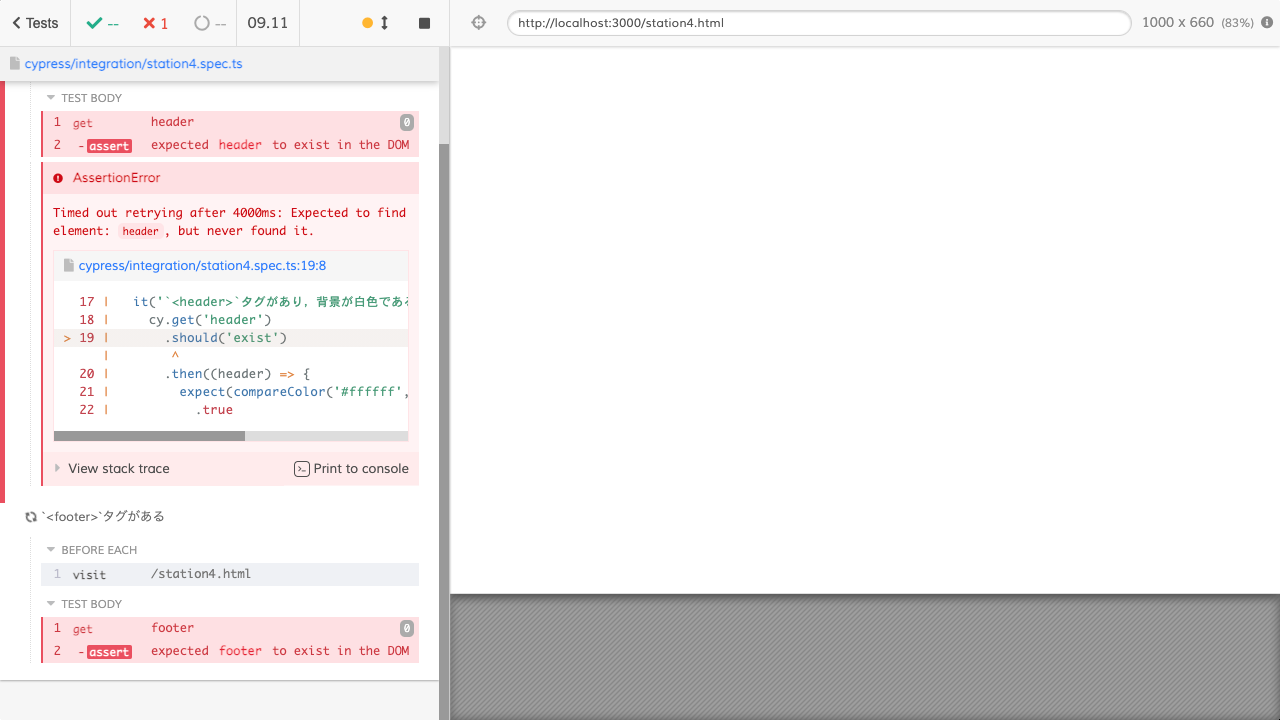 Tests
--
1
--
09.11
http://localhost:3000/station4.html
1000 x 660 (83%)
cypress/integration/station4.spec.ts
TEST BODY
1 get header 0
2 -assert expected header to exist in the DOM
AssertionError
Timed out retrying after 4000ms: Expected to find
element: header, but never found it.
cypress/integration/station4.spec.ts:19:8
17 | it('`<header>`タグがあり，背景が白色である
18 | cy.get('header')
> 19 | .should('exist')
| ^
20 | .then((header) => {
21 | expect(compareColor('#ffffff',
22 | .true
View stack trace
Print to console
`<footer>`タグがある
BEFORE EACH
1 visit /station4.html
TEST BODY
1 get footer 0
2 -assert expected footer to exist in the DOM